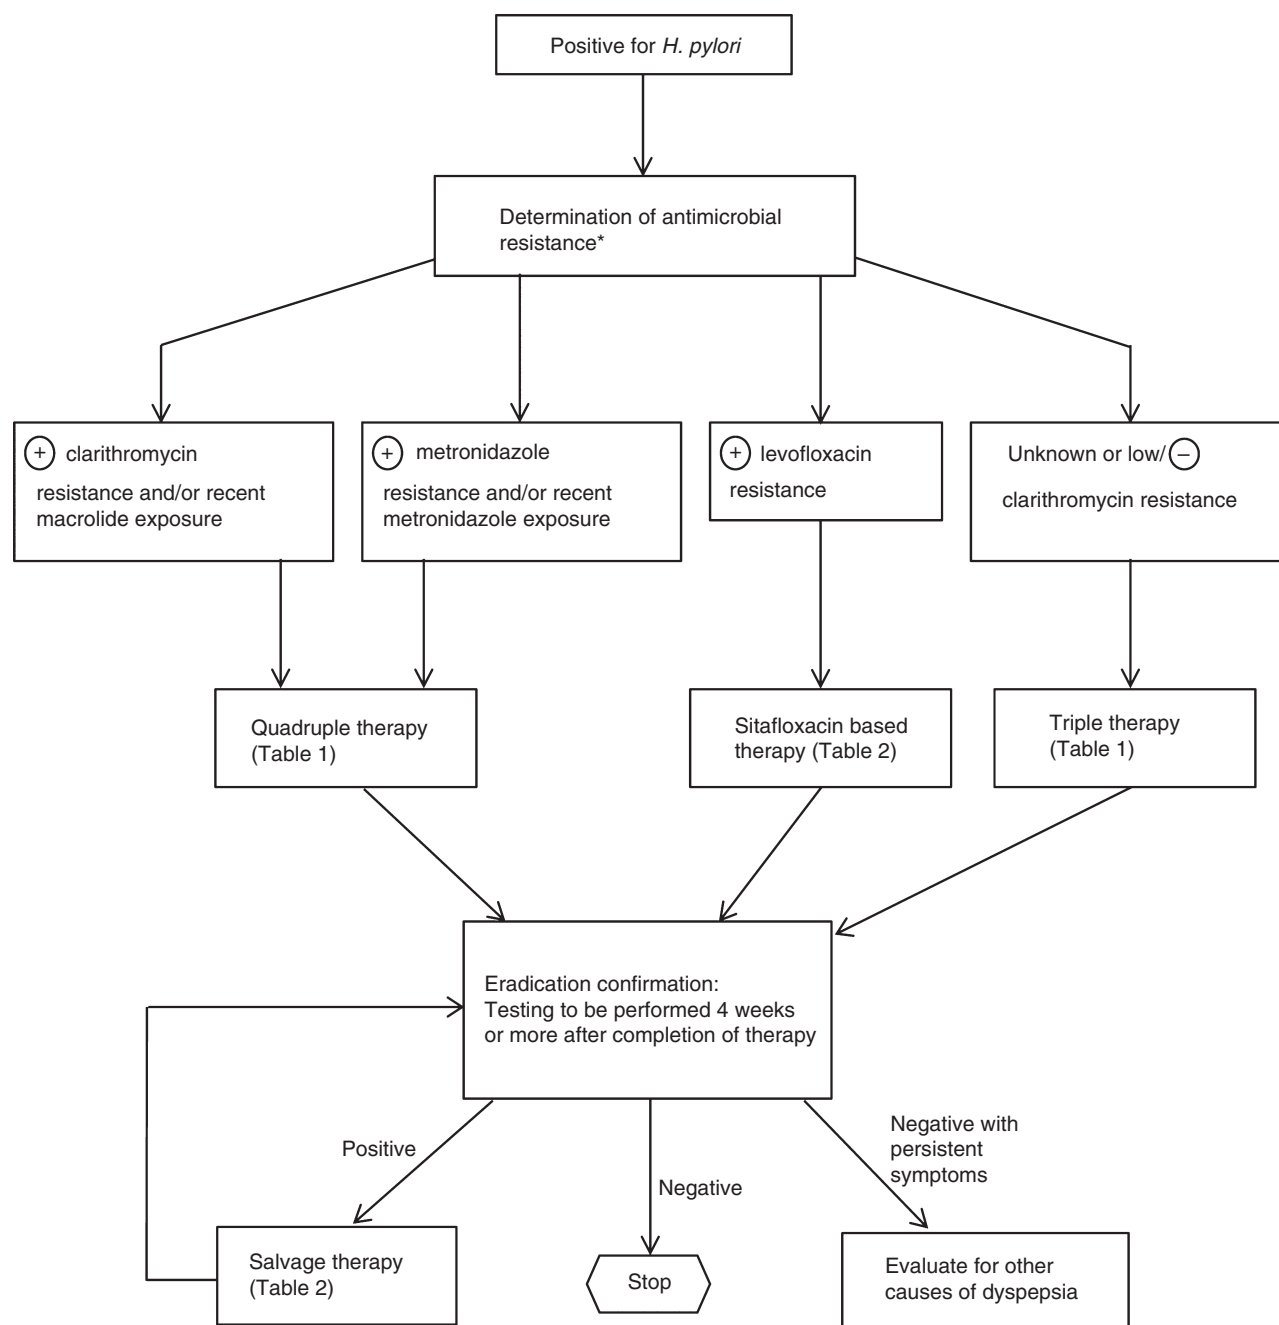 Positive for H. pylori
Determination of antimicrobial
resistance*
+ clarithromycin
resistance and/or recent
macrolide exposure
+ metronidazole
resistance and/or recent
metronidazole exposure
+ levofloxacin
resistance
Unknown or low/ −
clarithromycin resistance
Quadruple therapy
(Table 1)
Sitafloxacin based
therapy (Table 2)
Triple therapy
(Table 1)
Eradication confirmation:
Testing to be performed 4 weeks
or more after completion of therapy
Positive
Negative
Negative with
persistent
symptoms
Salvage therapy
(Table 2)
Stop
Evaluate for other
causes of dyspepsia